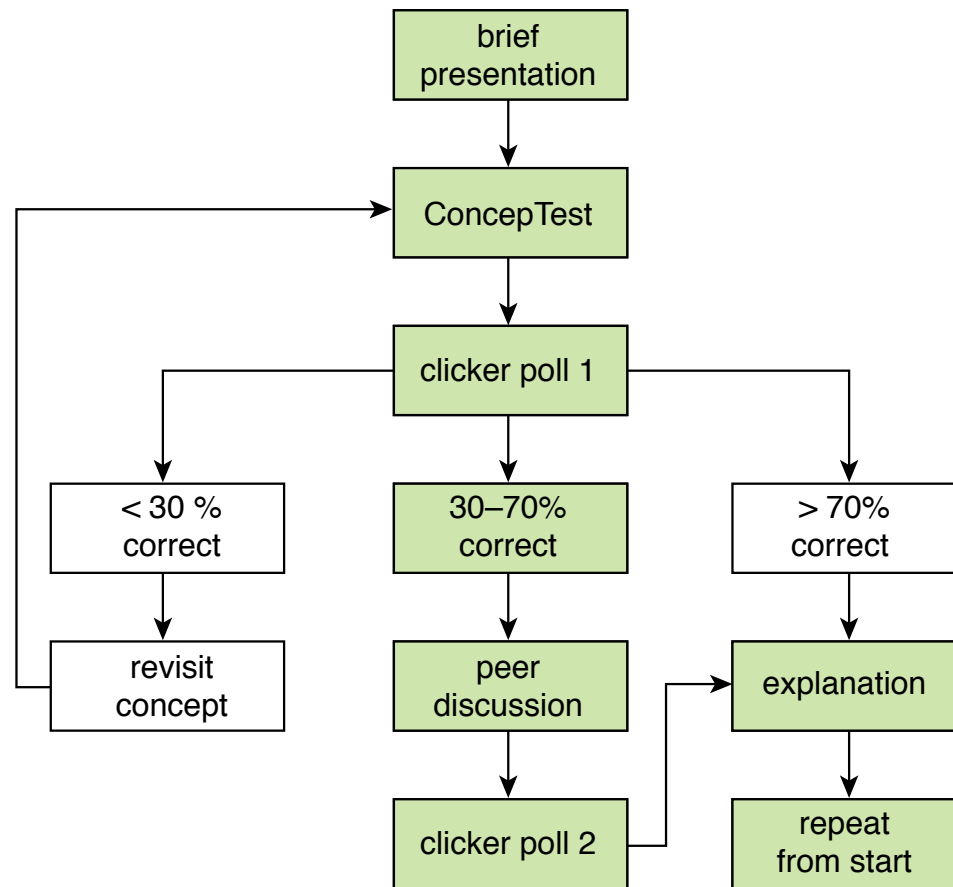 brief
presentation
ConcepTest
clicker poll 1
< 30 %
correct
30–70%
correct
> 70%
correct
revisit
concept
peer
discussion
explanation
clicker poll 2
repeat
from start